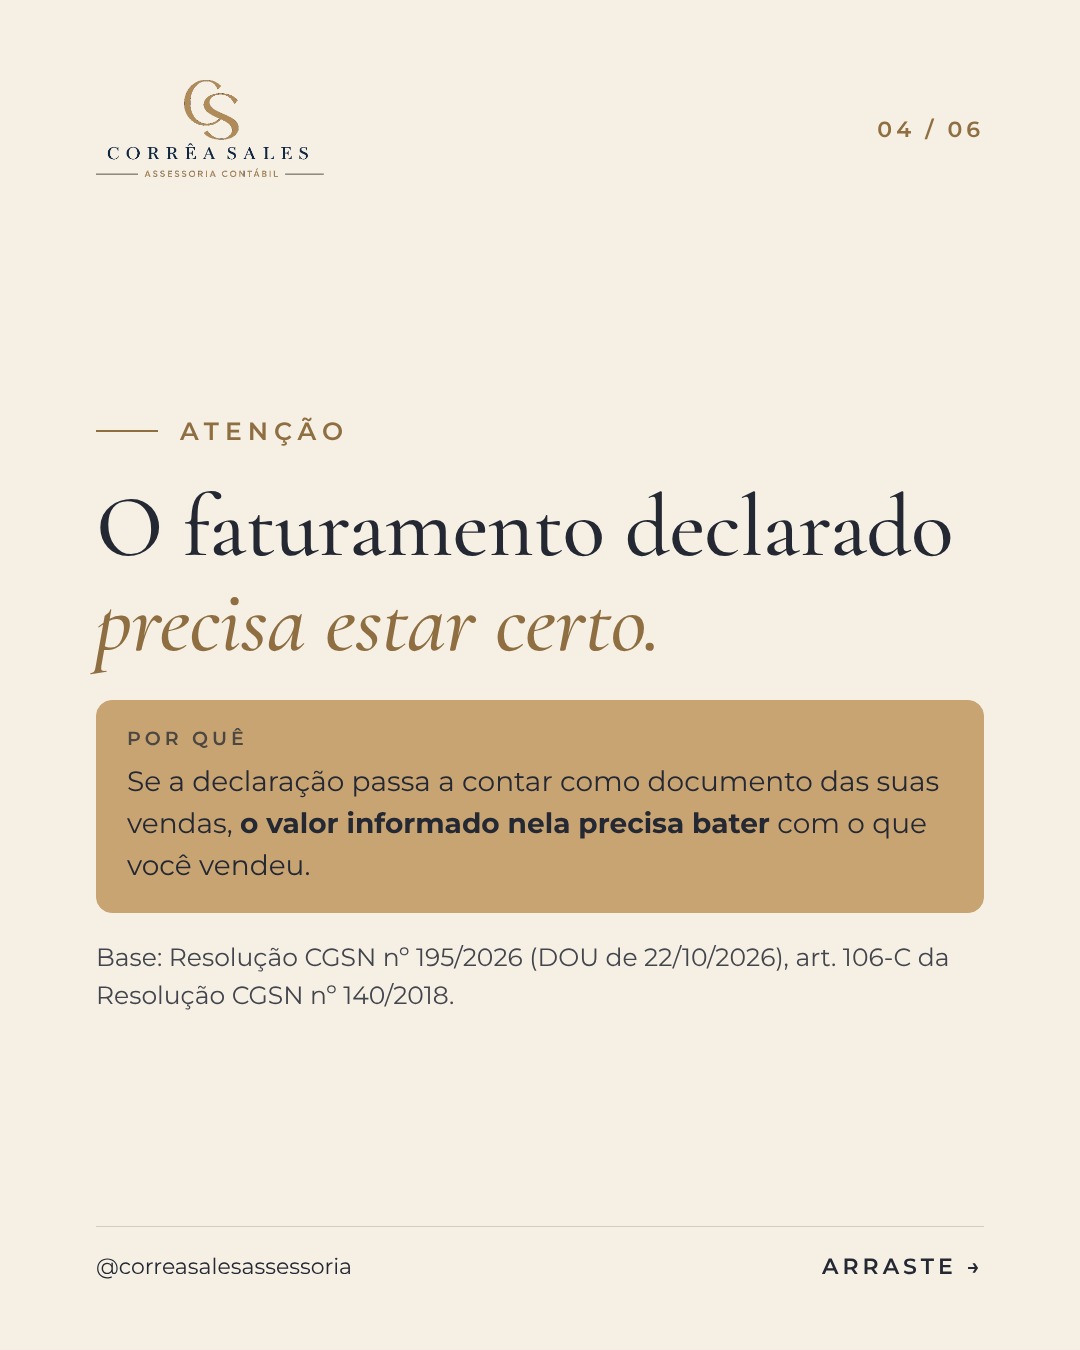 CS
CORRÊA SALES
ASSESSORIA CONTÁBIL
04 / 06
ATENÇÃO
O faturamento declarado
precisa estar certo.
POR QUÊ
Se a declaração passa a contar como documento das suas
vendas, o valor informado nela precisa bater com o que
você vendeu.
Base: Resolução CGSN nº 195/2026 (DOU de 22/10/2026), art. 106-C da
Resolução CGSN nº 140/2018.
@correasalesassessoria
ARRASTE →